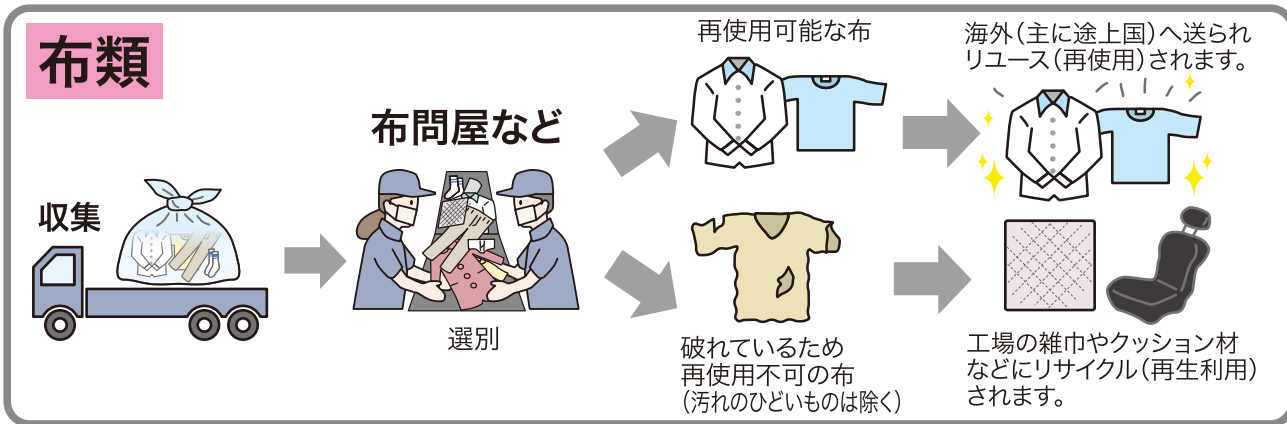 布類
収集
布問屋など
選別
再使用可能な布
海外(主に途上国)へ送られ
リユース(再使用)されます。
破れているため
再使用不可の布
(汚れのひどいものは除く)
工場の雑巾やクッション材
などにリサイクル(再生利用)
されます。